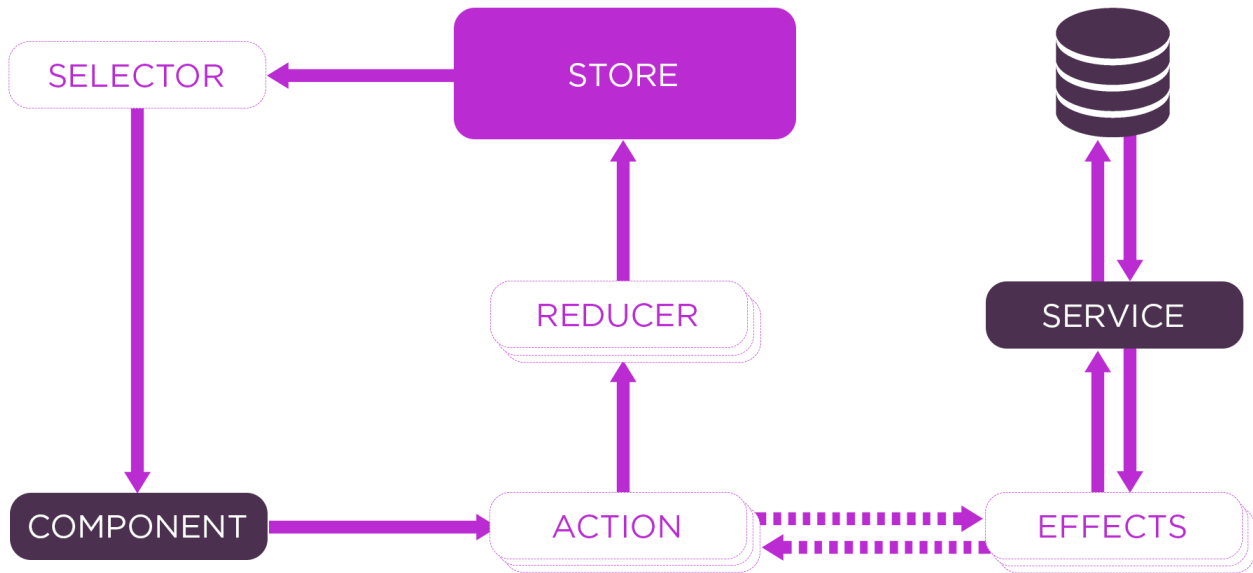 SELECTOR
STORE
REDUCER
SERVICE
COMPONENT
ACTION
EFFECTS